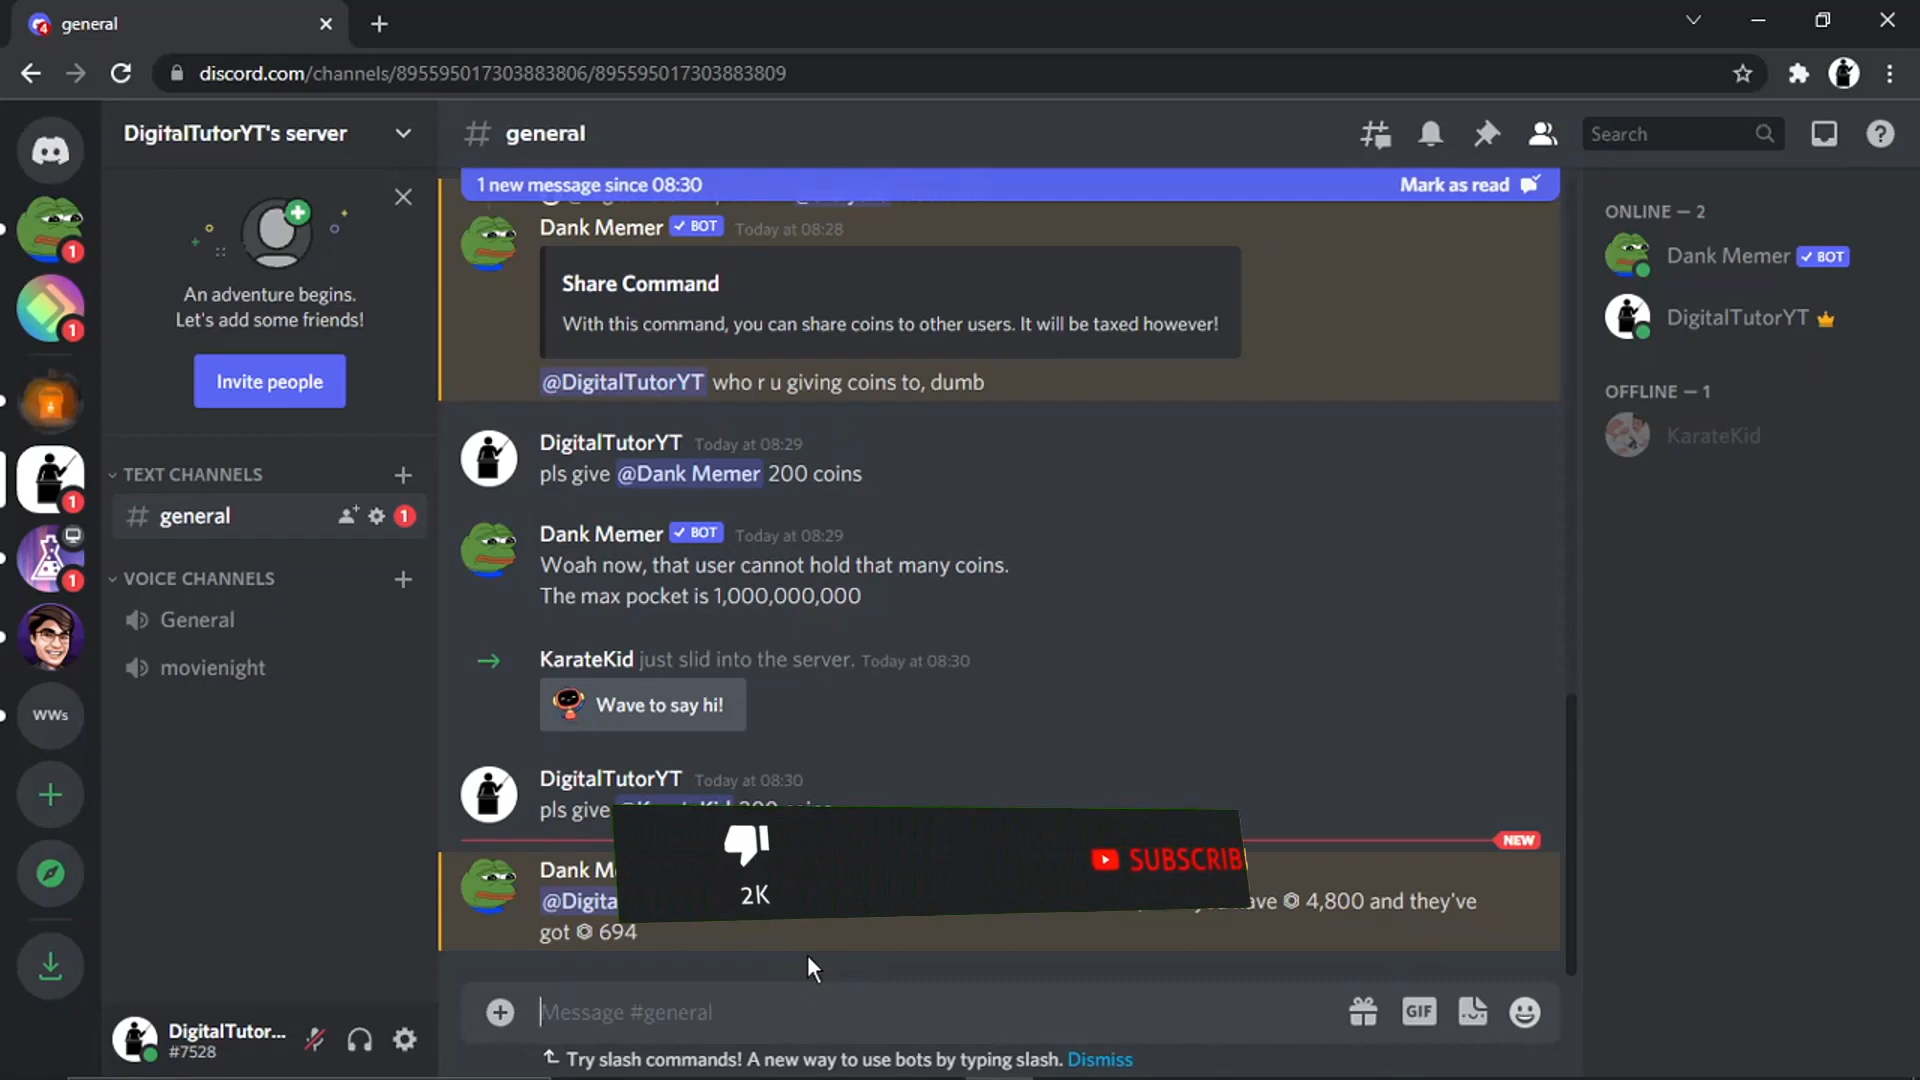 general
discord.com/channels/895595017303883806/895595017303883809
DigitalTutorYT's server
general
Search
1 new message since 08:30
Mark as read
An adventure begins.
Let's add some friends!
Invite people
TEXT CHANNELS
general
1
VOICE CHANNELS
General
movienight
1
1
1
1
WWs
DigitalTutor...
#7528
Dank Memer BOT Today at 08:28
Share Command
With this command, you can share coins to other users. It will be taxed however!
@DigitalTutorYT who r u giving coins to, dumb
DigitalTutorYT Today at 08:29
pls give @Dank Memer 200 coins
Dank Memer BOT Today at 08:29
Woah now, that user cannot hold that many coins.
The max pocket is 1,000,000,000
KarateKid just slid into the server. Today at 08:30
Wave to say hi!
DigitalTutorYT Today at 08:30
pls give
NEW
Dank M
@Digita ave 4,800 and they've
got 694
2K
SUBSCRIB
Message #general
GIF
Try slash commands! A new way to use bots by typing slash. Dismiss
ONLINE — 2
Dank Memer BOT
DigitalTutorYT
OFFLINE — 1
KarateKid